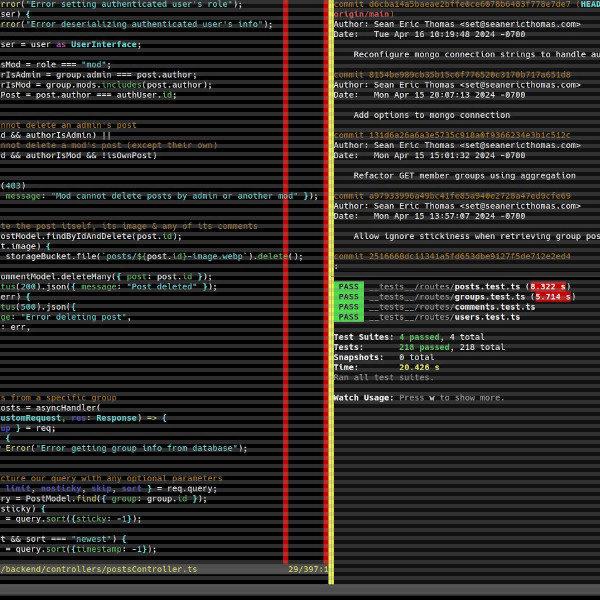 rror("Error setting authenticated user's role");
ser) {
rror("Error deserializing authenticated user's info");
ser = user as UserInterface;
sMod = role === "mod";
rIsAdmin = group.admin === post.author;
rIsMod = group.mods.includes(post.author);
Post = post.author === authUser.id;
nnot delete an admin's post
d && authorIsAdmin) ||
nnot delete a mod's post (except their own)
d && authorIsMod && !isOwnPost)
(403)
message: "Mod cannot delete posts by admin or another mod" });
te the post itself, its image & any of its comments
ostModel.findByIdAndDelete(post.id);
t.image) {
storageBucket.file(`posts/${post.id}-image.webp`).delete();
ommentModel.deleteMany({ post: post.id });
tus(200).json({ message: "Post deleted" });
err) {
tus(500).json({
ge: "Error deleting post",
: err,
s from a specific group
osts = asyncHandler(
ustomRequest, res: Response) => {
up } = req;
{
Error("Error getting group info from database");
cture our query with any optional parameters
limit, nosticky, skip, sort } = req.query;
ry = PostModel.find({ group: group.id });
sticky) {
= query.sort({sticky: -1});
t && sort === "newest") {
= query.sort({timestamp: -1});
/backend/controllers/postsController.ts 29/397:1
commit d6cba14a5baeae2bffe0ce6078b6483f778e7de7 (HEAD
origin/main)
Author: Sean Eric Thomas <set@seanericthomas.com>
Date: Tue Apr 16 10:19:48 2024 -0700
Reconfigure mongo connection strings to handle au
commit 8154be989cb35b15c6f776520c3170b717a651d8
Author: Sean Eric Thomas <set@seanericthomas.com>
Date: Mon Apr 15 20:07:13 2024 -0700
Add options to mongo connection
commit 131d6a26a6a3e5735c918a0f9366234e3b1c512c
Author: Sean Eric Thomas <set@seanericthomas.com>
Date: Mon Apr 15 15:01:32 2024 -0700
Refactor GET member groups using aggregation
commit a97933996a49bc41fe85a940e2728a47ed9cfe69
Author: Sean Eric Thomas <set@seanericthomas.com>
Date: Mon Apr 15 13:57:07 2024 -0700
Allow ignore stickiness when retrieving group pos
commit 2516668dc11341a5fd653dbe9127f5de712e2ed4
:
PASS __tests__/routes/posts.test.ts (8.322 s)
PASS __tests__/routes/groups.test.ts (5.714 s)
PASS __tests__/routes/comments.test.ts
PASS __tests__/routes/users.test.ts
Test Suites: 4 passed, 4 total
Tests: 218 passed, 218 total
Snapshots: 0 total
Time: 20.426 s
Ran all test suites.
Watch Usage: Press w to show more.